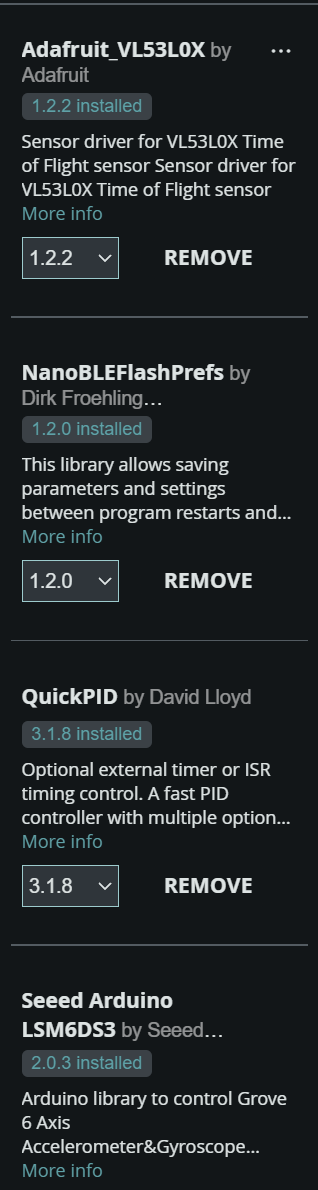 Adafruit_VL53L0X by ...
Adafruit
1.2.2 installed
Sensor driver for VL53L0X Time
of Flight sensor Sensor driver for
VL53L0X Time of Flight sensor
More info
1.2.2 REMOVE
NanoBLEFlashPrefs by
Dirk Froehling...
1.2.0 installed
This library allows saving
parameters and settings
between program restarts and...
More info
1.2.0 REMOVE
QuickPID by David Lloyd
3.1.8 installed
Optional external timer or ISR
timing control. A fast PID
controller with multiple option...
More info
3.1.8 REMOVE
Seeed Arduino
LSM6DS3 by Seeed...
2.0.3 installed
Arduino library to control Grove
6 Axis
Accelerometer&Gyroscope...
More info